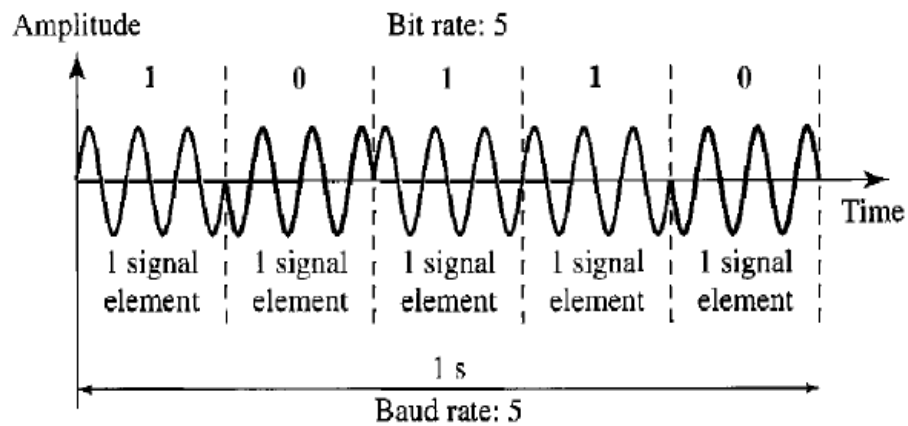 Amplitude Bit rate: 5
1 0 1 1 0
Time
1 signal 1 signal 1 signal 1 signal 1 signal
element element element element element
1 s
Baud rate: 5